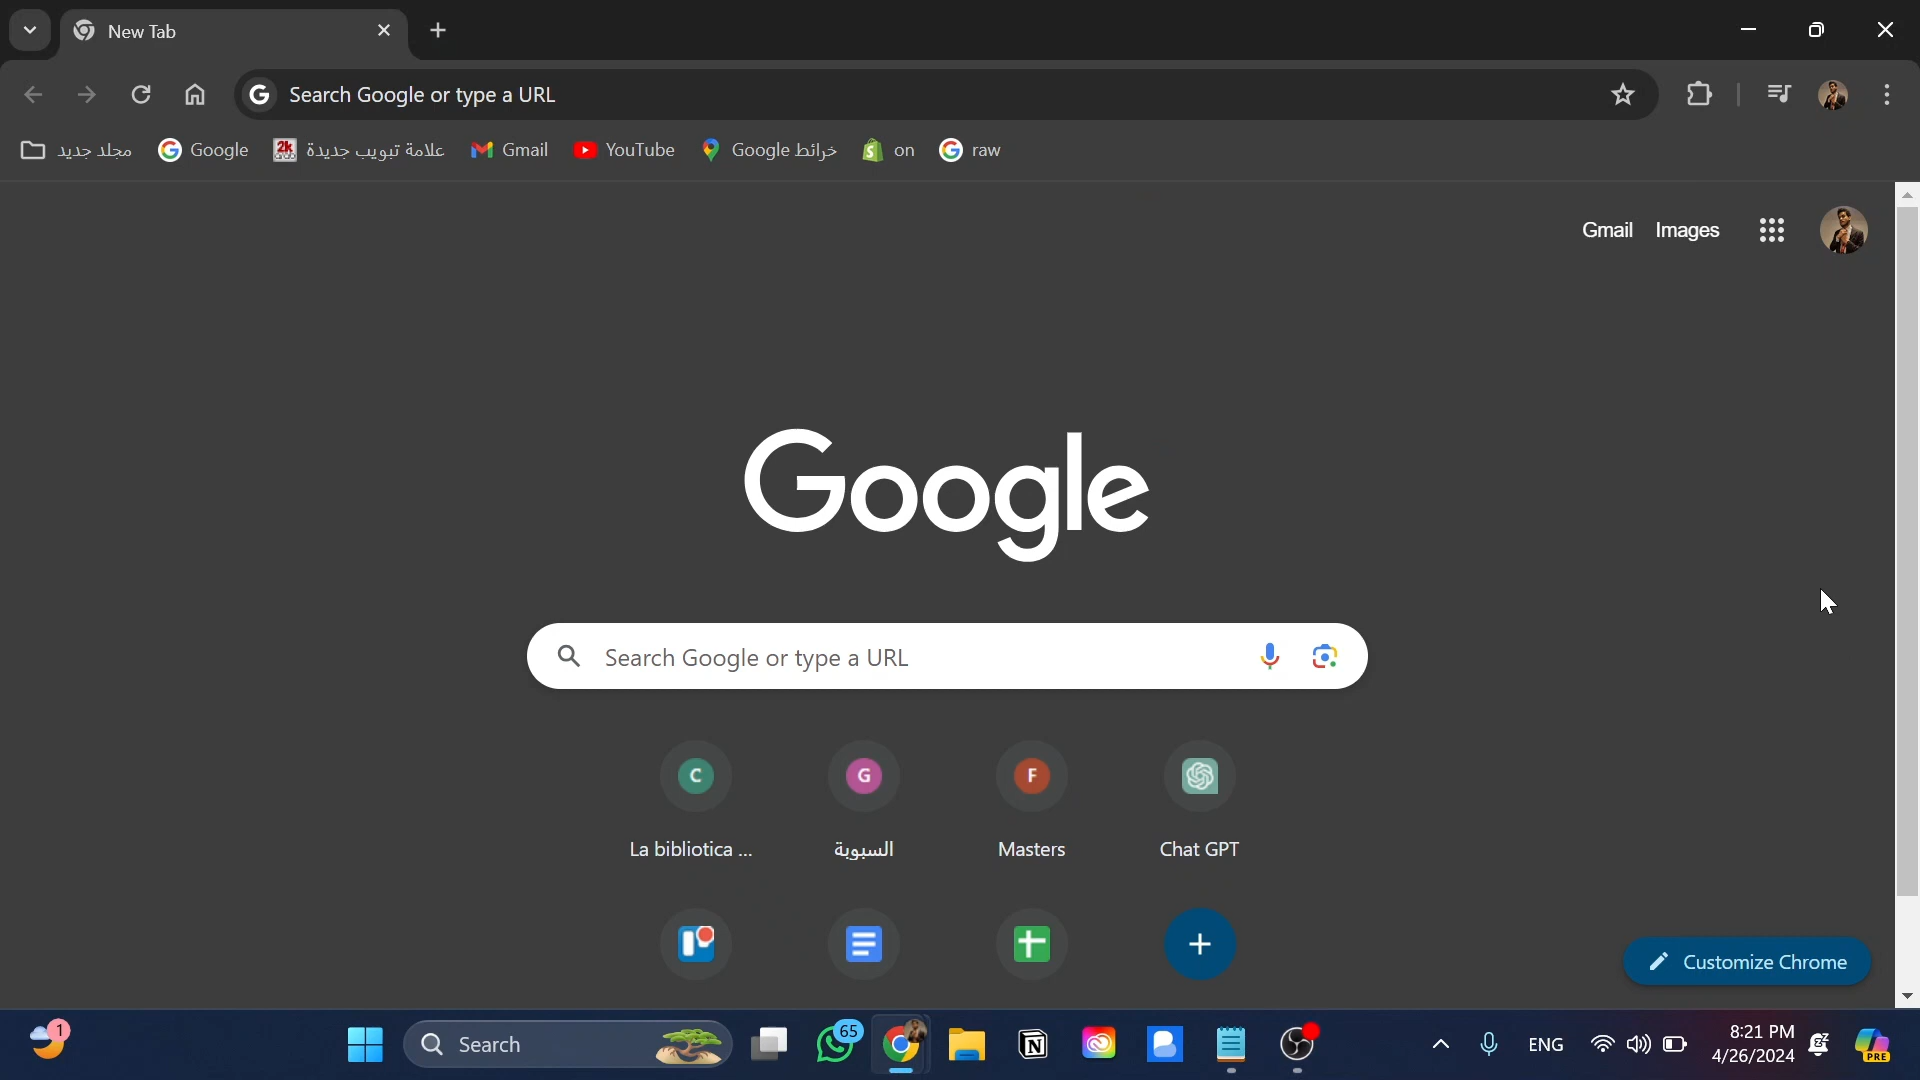 New Tab
Search Google or type a URL
مجلد جديد
Google
علامة تبويب جديدة
Gmail
YouTube
خرائط Google
on
raw
Gmail
Images
Google
Search Google or type a URL
C
G
F
La bibliotica ...
السبوبة
Masters
Chat GPT
Customize Chrome
1
Search
65
ENG
8:21 PM
4/26/2024
PRE